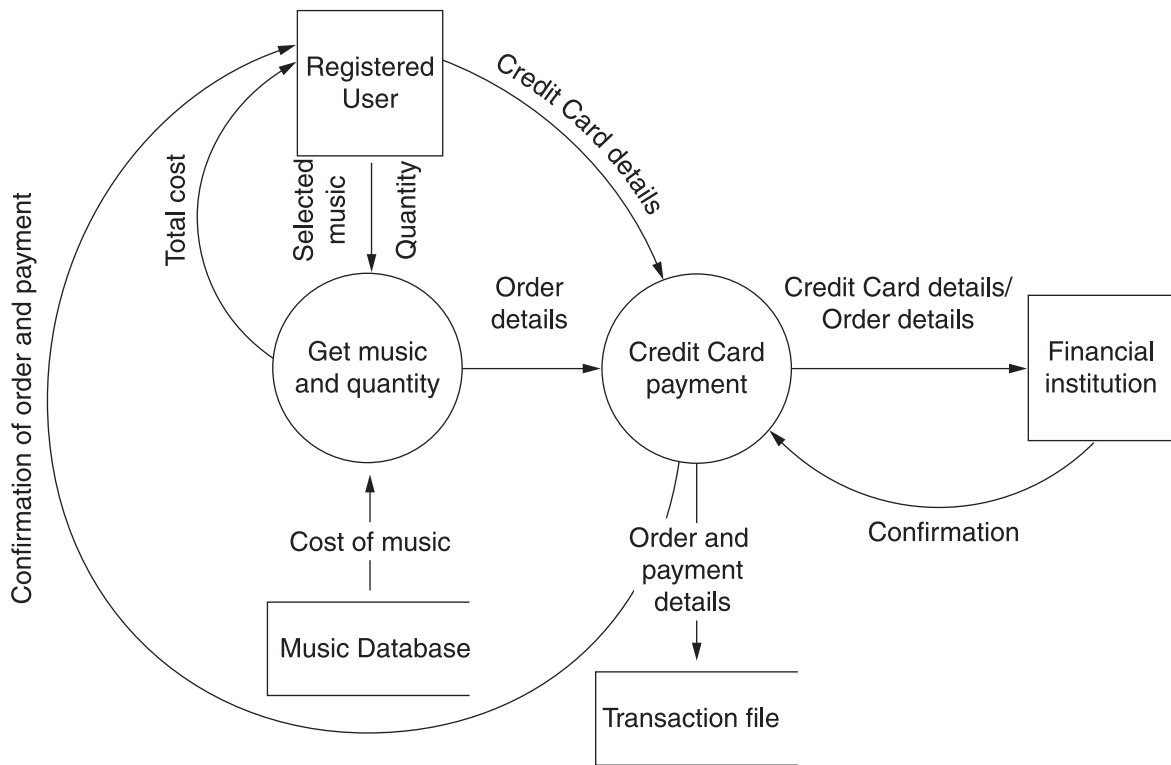 Registered
User
Credit Card details
Total cost
Selected
music
Quantity
Confirmation of order and payment
Get music
and quantity
Order
details
Credit Card
payment
Credit Card details/
Order details
Financial
institution
Confirmation
Cost of music
Order and
payment
details
Music Database
Transaction file